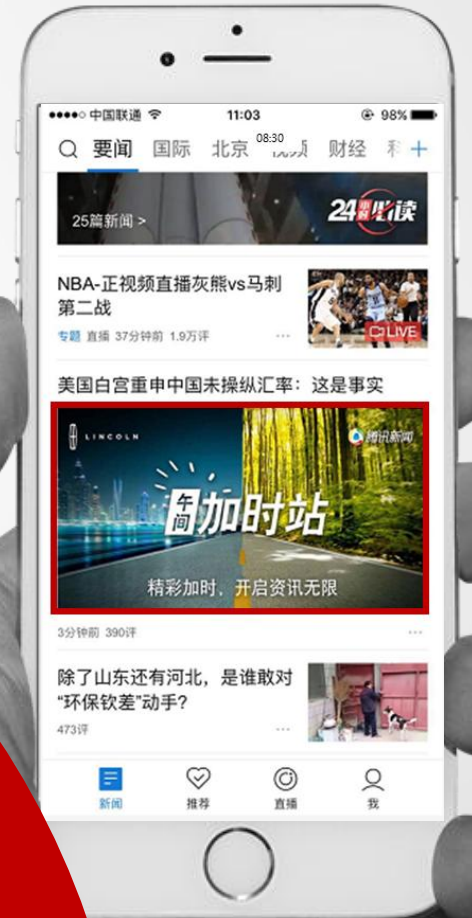 中国联通
11:03
98%
08:30
要闻 国际 北京 视频 财经
25篇新闻 >
24小时必读
NBA-正视频直播灰熊vs马刺
第二战
专题 直播 37分钟前 1.9万评
LIVE
美国白宫重申中国未操纵汇率：这是事实
LINCOLN
腾讯新闻
午间加时站
精彩加时，开启资讯无限
3分钟前 390评
除了山东还有河北，是谁敢对
“环保钦差”动手？
473评
新闻 推荐 直播 我